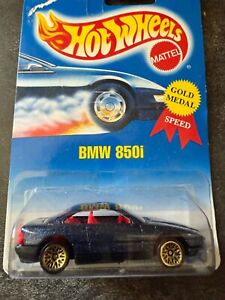 Hot Wheels
MATTEL
GOLD
MEDAL
SPEED
BMW 850i